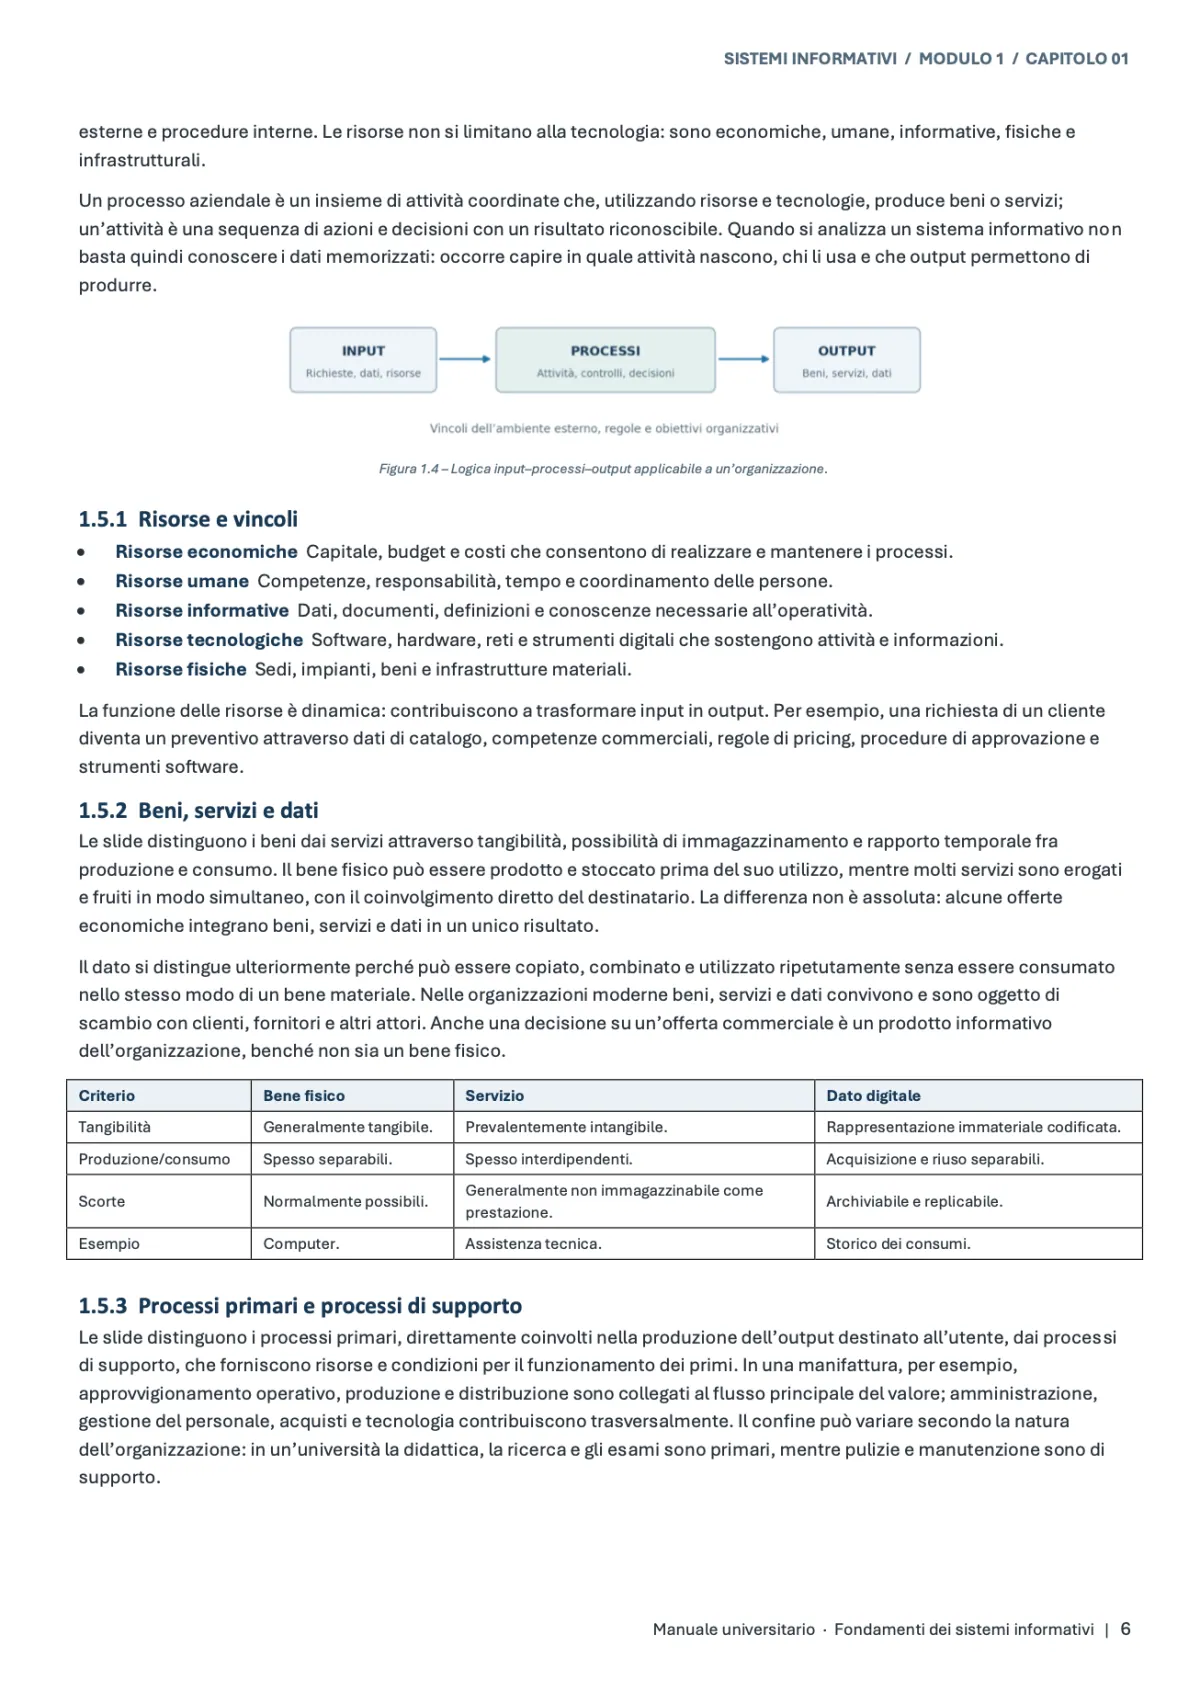 SISTEMI INFORMATIVI / MODULO 1 / CAPITOLO 01
esterne e procedure interne. Le risorse non si limitano alla tecnologia: sono economiche, umane, informative, fisiche e
infrastrutturali.
Un processo aziendale è un insieme di attività coordinate che, utilizzando risorse e tecnologie, produce beni o servizi;
un’attività è una sequenza di azioni e decisioni con un risultato riconoscibile. Quando si analizza un sistema informativo non
basta quindi conoscere i dati memorizzati: occorre capire in quale attività nascono, chi li usa e che output permettono di
produrre.
INPUT PROCESSI OUTPUT
Richieste, dati, risorse Attività, controlli, decisioni Beni, servizi, dati
Vincoli dell’ambiente esterno, regole e obiettivi organizzativi
Figura 1.4 – Logica input–processi–output applicabile a un’organizzazione.
1.5.1 Risorse e vincoli
• Risorse economiche Capitale, budget e costi che consentono di realizzare e mantenere i processi.
• Risorse umane Competenze, responsabilità, tempo e coordinamento delle persone.
• Risorse informative Dati, documenti, definizioni e conoscenze necessarie all’operatività.
• Risorse tecnologiche Software, hardware, reti e strumenti digitali che sostengono attività e informazioni.
• Risorse fisiche Sedi, impianti, beni e infrastrutture materiali.
La funzione delle risorse è dinamica: contribuiscono a trasformare input in output. Per esempio, una richiesta di un cliente
diventa un preventivo attraverso dati di catalogo, competenze commerciali, regole di pricing, procedure di approvazione e
strumenti software.
1.5.2 Beni, servizi e dati
Le slide distinguono i beni dai servizi attraverso tangibilità, possibilità di immagazzinamento e rapporto temporale fra
produzione e consumo. Il bene fisico può essere prodotto e stoccato prima del suo utilizzo, mentre molti servizi sono erogati
e fruiti in modo simultaneo, con il coinvolgimento diretto del destinatario. La differenza non è assoluta: alcune offerte
economiche integrano beni, servizi e dati in un unico risultato.
Il dato si distingue ulteriormente perché può essere copiato, combinato e utilizzato ripetutamente senza essere consumato
nello stesso modo di un bene materiale. Nelle organizzazioni moderne beni, servizi e dati convivono e sono oggetto di
scambio con clienti, fornitori e altri attori. Anche una decisione su un’offerta commerciale è un prodotto informativo
dell’organizzazione, benché non sia un bene fisico.
Criterio Bene fisico Servizio Dato digitale
Tangibilità Generalmente tangibile. Prevalentemente intangibile. Rappresentazione immateriale codificata.
Produzione/consumo Spesso separabili. Spesso interdipendenti. Acquisizione e riuso separabili.
Scorte Normalmente possibili. Generalmente non immagazzinabile come
prestazione. Archiviabile e replicabile.
Esempio Computer. Assistenza tecnica. Storico dei consumi.
1.5.3 Processi primari e processi di supporto
Le slide distinguono i processi primari, direttamente coinvolti nella produzione dell’output destinato all’utente, dai processi
di supporto, che forniscono risorse e condizioni per il funzionamento dei primi. In una manifattura, per esempio,
approvvigionamento operativo, produzione e distribuzione sono collegati al flusso principale del valore; amministrazione,
gestione del personale, acquisti e tecnologia contribuiscono trasversalmente. Il confine può variare secondo la natura
dell’organizzazione: in un’università la didattica, la ricerca e gli esami sono primari, mentre pulizie e manutenzione sono di
supporto.
Manuale universitario · Fondamenti dei sistemi informativi | 6